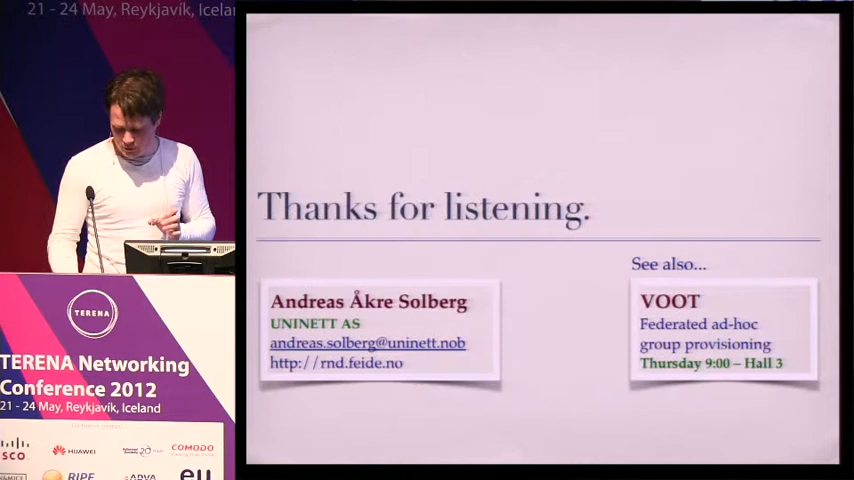 21 - 24 May, Reykjavík, Iceland
Thanks for listening.
See also...
Andreas Åkre Solberg
UNINETT AS
andreas.solberg@uninett.nob
http://rnd.feide.no
VOOT
Federated ad-hoc
group provisioning
Thursday 9:00 – Hall 3
TERENA
TERENA Networking
Conference 2012
21 - 24 May, Reykjavík, Iceland
HUAWEI
COMODO
RIPE
ADVA